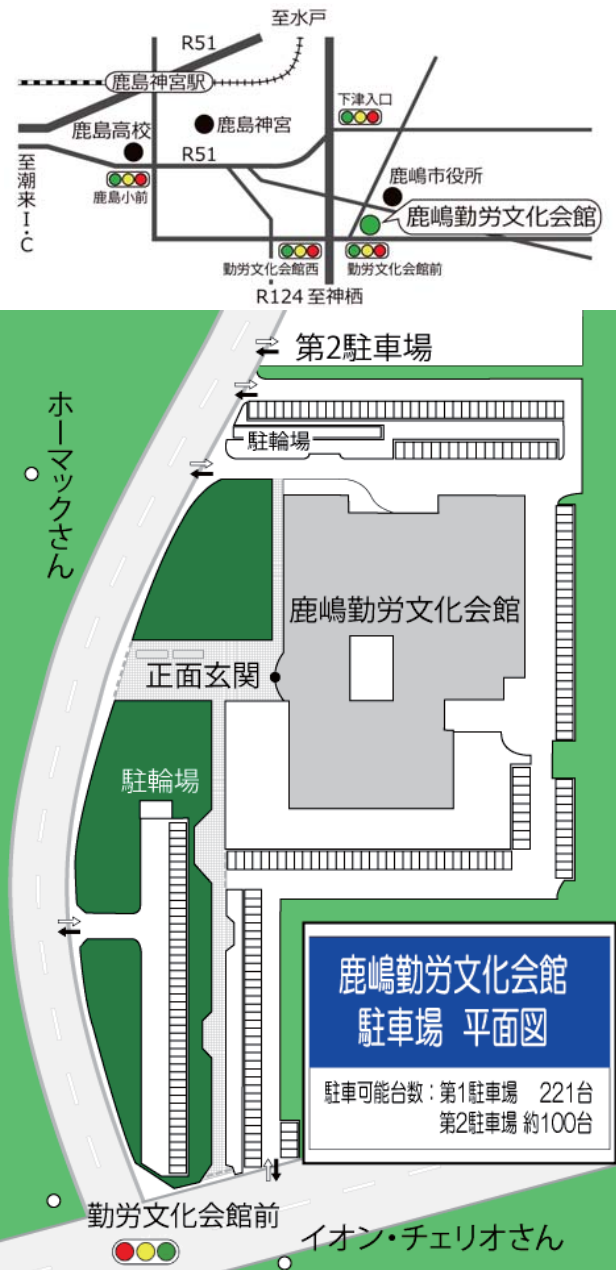 至水戸
R51
鹿島神宮駅
下津入口
鹿島高校
鹿島神宮
R51
至潮来I・C
鹿島小前
鹿嶋市役所
鹿嶋勤労文化会館
勤労文化会館西
勤労文化会館前
R124 至神栖
第2駐車場
ホーマックさん
駐輪場
鹿嶋勤労文化会館
正面玄関
駐輪場
鹿嶋勤労文化会館
駐車場 平面図
駐車可能台数：第1駐車場 221台
第2駐車場 約100台
勤労文化会館前
イオン・チェリオさん